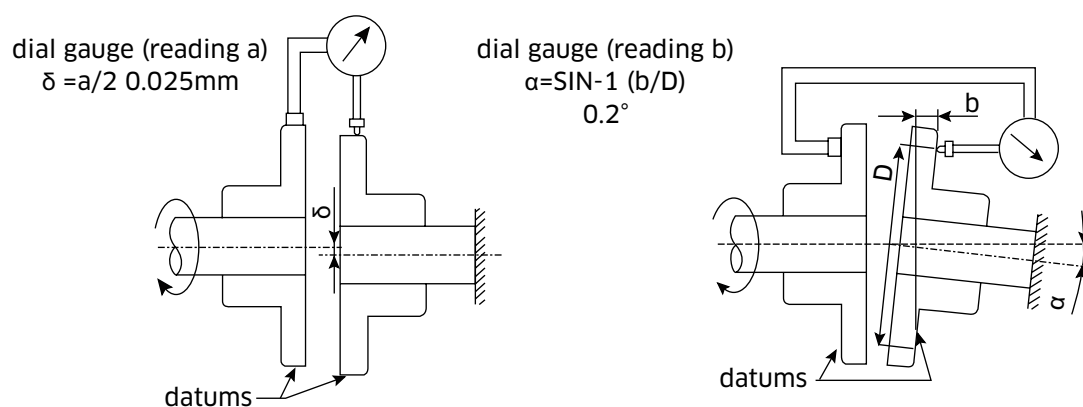 dial gauge (reading a)
δ =a/2 0.025mm
δ
datums
dial gauge (reading b)
α=SIN-1 (b/D)
0.2°
b
D
α
datums